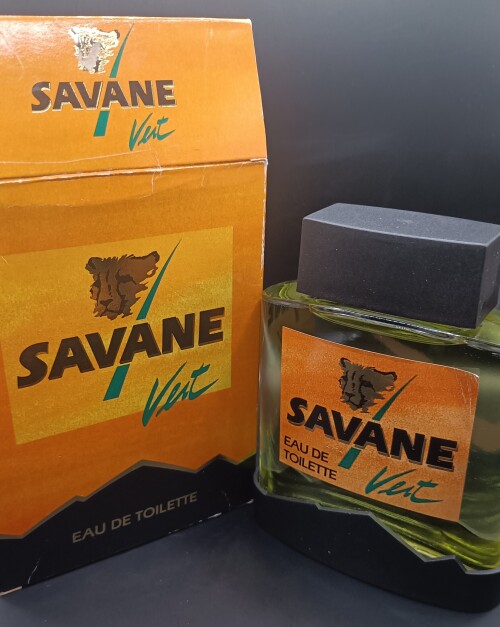 SAVANE
Vert
SAVANE
Vert
EAU DE TOILETTE
SAVANE
EAU DE
TOILETTE
Vert